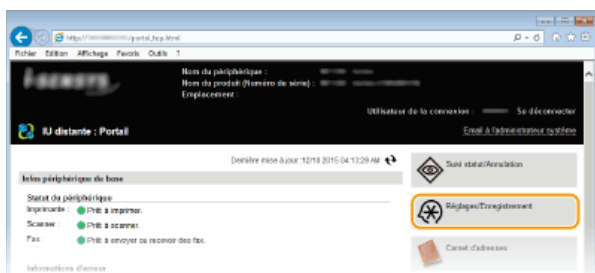 http://
/portal_top.html
Fichier Edition Affichage Favoris Outils ?
Nom du périphérique :
Nom du produit (Numéro de série) :
Emplacement :
Utilisateur de la connexion :
Se déconnecter
IU distante : Portail
Email à l'administrateur système
Dernière mise à jour :12/18 2015 04:13:29 AM
Suivi statut/Annulation
Infos périphérique de base
Statut du périphérique
Imprimante : Prêt à imprimer.
Réglages/Enregistrement
Scanner : Prêt à scanner.
Fax : Prêt à envoyer ou recevoir des fax.
Carnet d'adresses
Informations d'erreur